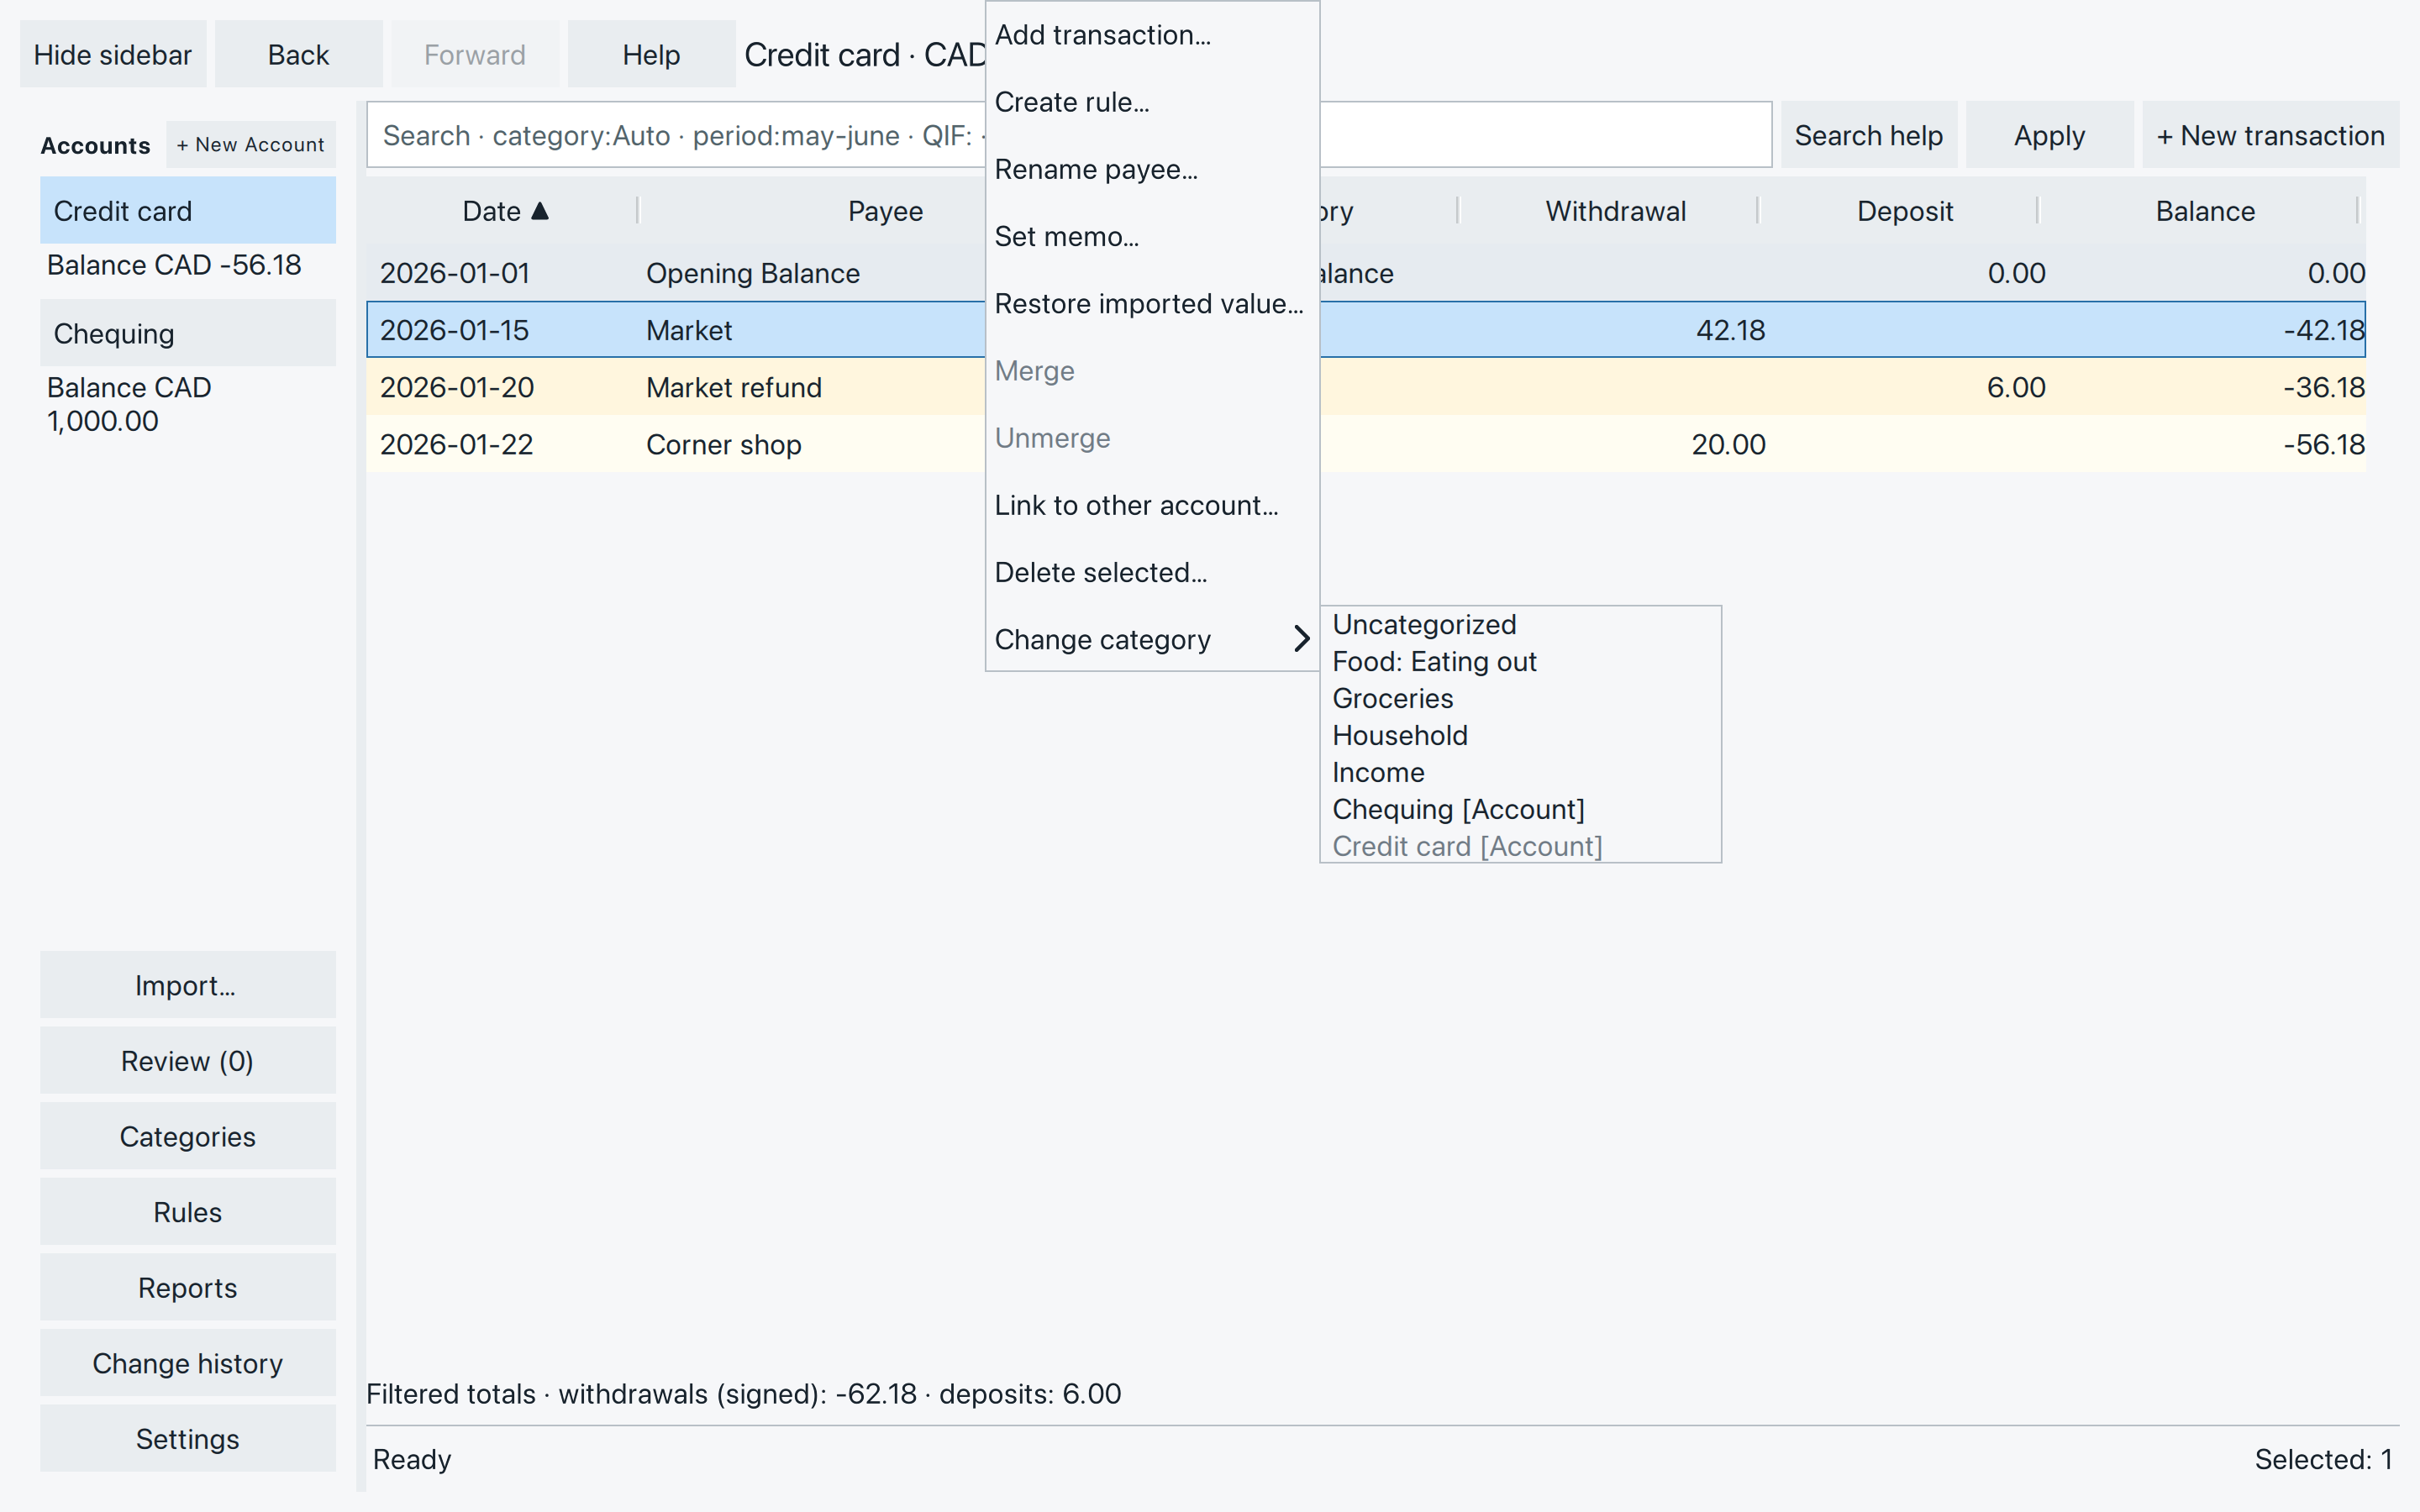 Hide sidebar
Back
Forward
Help
Credit card · CAD
Accounts
+ New Account
Credit card
Balance CAD -56.18
Chequing
Balance CAD
1,000.00
Import...
Review (0)
Categories
Rules
Reports
Change history
Settings
Search · category:Auto · period:may-june · QIF: ·
Search help
Apply
+ New transaction
Date ▲ Payee Withdrawal Deposit Balance
2026-01-01 Opening Balance 0.00 0.00
2026-01-15 Market 42.18 -42.18
2026-01-20 Market refund 6.00 -36.18
2026-01-22 Corner shop 20.00 -56.18
Add transaction...
Create rule...
Rename payee...
Set memo...
Restore imported value...
Merge
Unmerge
Link to other account...
Delete selected...
Change category
Uncategorized
Food: Eating out
Groceries
Household
Income
Chequing [Account]
Credit card [Account]
Filtered totals · withdrawals (signed): -62.18 · deposits: 6.00
Ready
Selected: 1